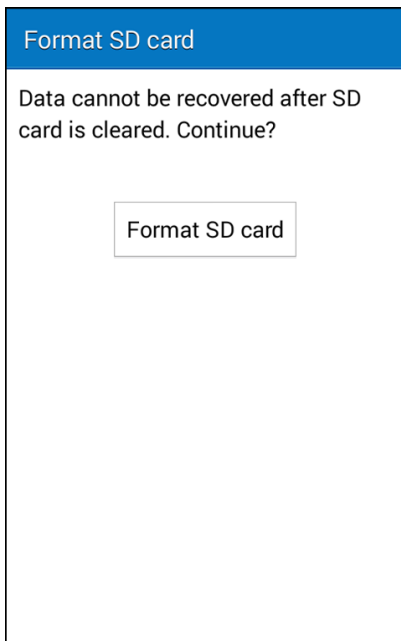 Format SD card
Data cannot be recovered after SD
card is cleared. Continue?
Format SD card